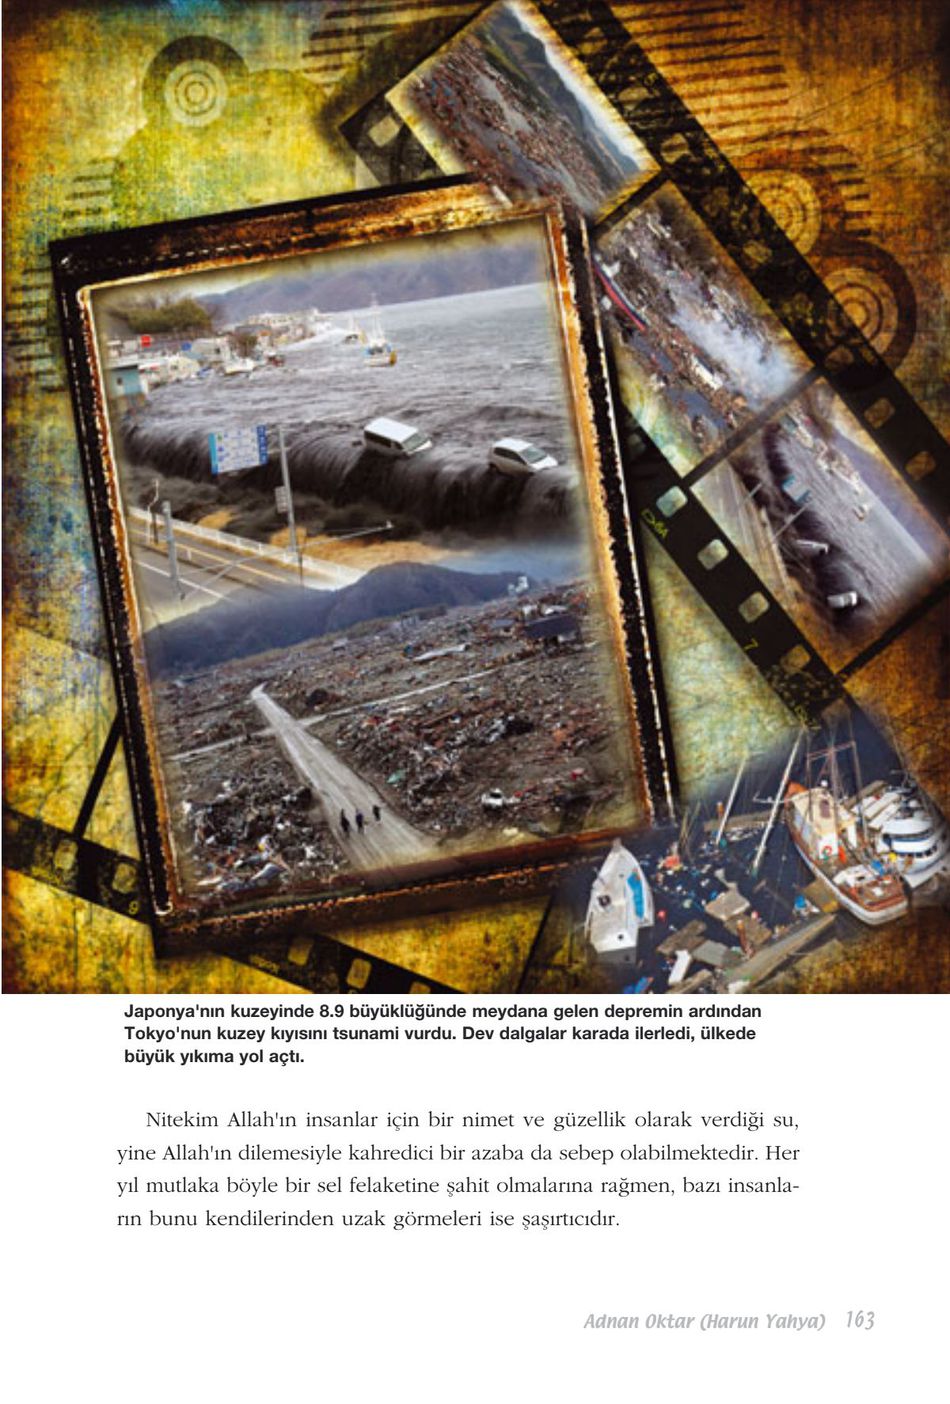 Japonya'nın kuzeyinde 8.9 büyüklüğünde meydana gelen depremin ardından
Tokyo'nun kuzey kıyısını tsunami vurdu. Dev dalgalar karada ilerledi, ülkede
büyük yıkıma yol açtı.
Nitekim Allah'ın insanlar için bir nimet ve güzellik olarak verdiği su,
yine Allah'ın dilemesiyle kahredici bir azaba da sebep olabilmektedir. Her
yıl mutlaka böyle bir sel felaketine şahit olmalarına rağmen, bazı insanla-
rın bunu kendilerinden uzak görmeleri ise şaşırtıcıdır.
Adnan Oktar (Harun Yahya) 163